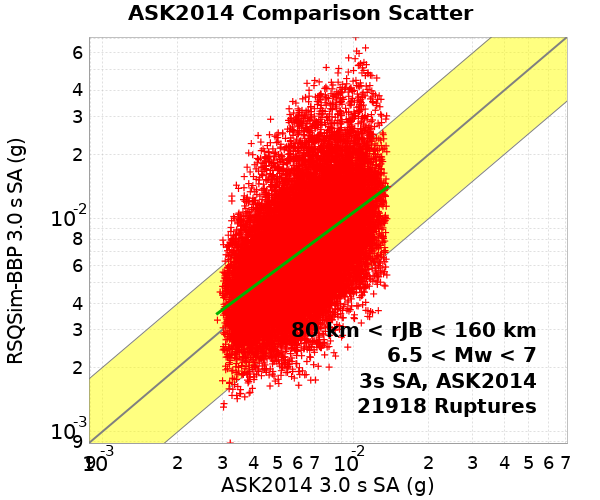 ASK2014 Comparison Scatter
RSQSim-BBP 3.0 s SA (g)
6
4
3
2
10^-2
8
6
4
3
2
10^-3
9
80 km < rJB < 160 km
6.5 < Mw < 7
3s SA, ASK2014
21918 Ruptures
9 10^-3 2 3 4 5 6 7 10^-2 2 3 4 5 6 7
ASK2014 3.0 s SA (g)